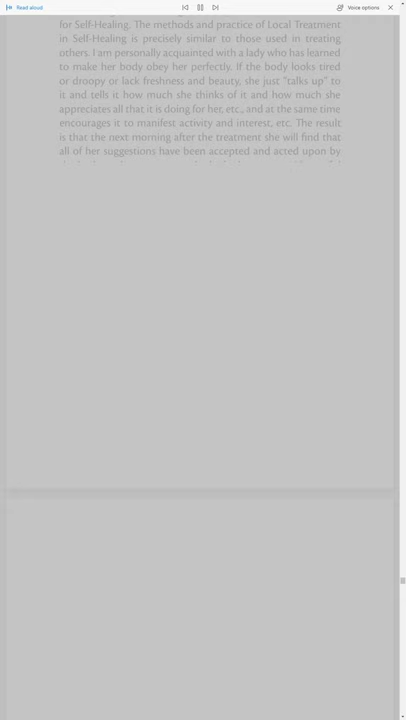 Read aloud
Voice options
for Self-Healing. The methods and practice of Local Treatment
in Self-Healing is precisely similar to those used in treating
others. I am personally acquainted with a lady who has learned
to make her body obey her perfectly. If the body looks tired
or droopy or lack freshness and beauty, she just "talks up" to
it and tells it how much she thinks of it and how much she
appreciates all that it is doing for her, etc., and at the same time
encourages it to manifest activity and interest, etc. The result
is that the next morning after the treatment she will find that
all of her suggestions have been accepted and acted upon by